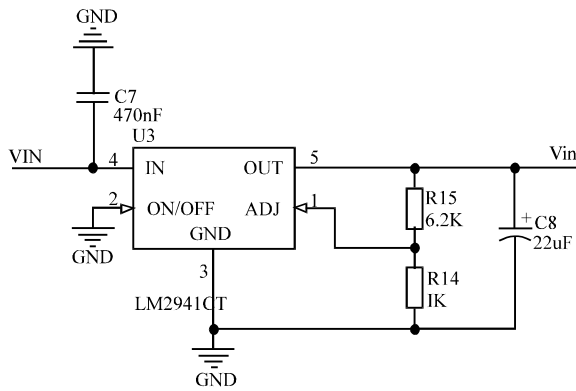 GND
C7
470nF
U3
VIN
4
IN
OUT
5
Vin
2
ON/OFF
ADJ
1
R15
6.2K
GND
GND
+
C8
22uF
3
R14
IK
LM2941CT
GND